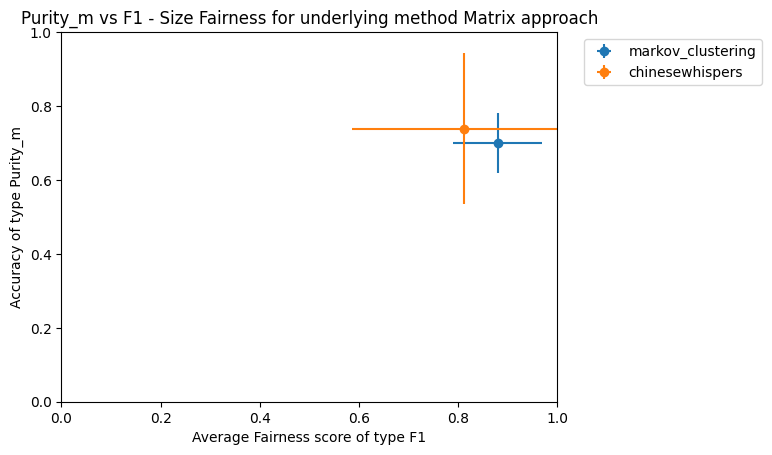 Purity_m vs F1 - Size Fairness for underlying method Matrix approach
markov_clustering
chinesewhispers
Accuracy of type Purity_m
1.0
0.8
0.6
0.4
0.2
0.0
0.0 0.2 0.4 0.6 0.8 1.0
Average Fairness score of type F1